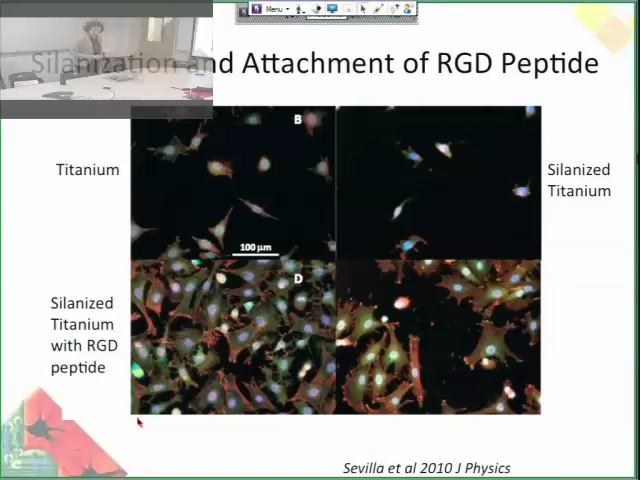 Menu
Silanization and Attachment of RGD Peptide
B
Titanium
Silanized
Titanium
100 µm
D
Silanized
Titanium
with RGD
peptide
Sevilla et al 2010 J Physics